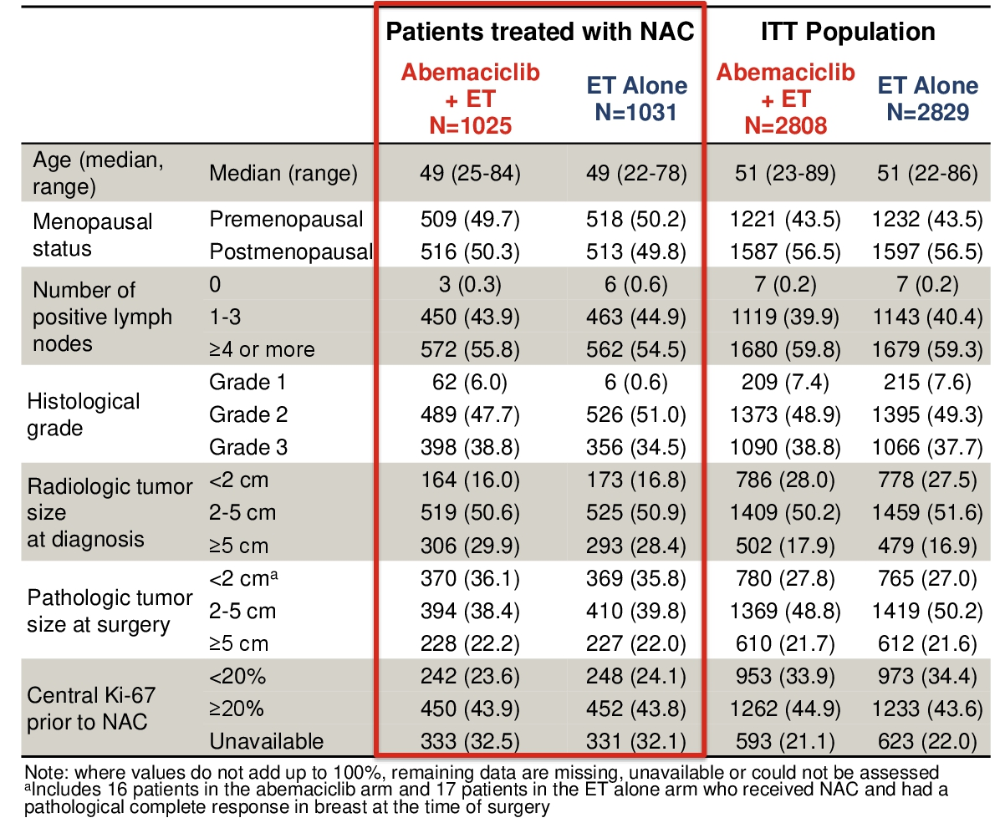 Patients treated with NAC ITT Population
Abemaciclib + ET N=1025 ET Alone N=1031 Abemaciclib + ET N=2808 ET Alone N=2829
Age (median, range) Median (range) 49 (25-84) 49 (22-78) 51 (23-89) 51 (22-86)
Menopausal status Premenopausal 509 (49.7) 518 (50.2) 1221 (43.5) 1232 (43.5)
Postmenopausal 516 (50.3) 513 (49.8) 1587 (56.5) 1597 (56.5)
Number of positive lymph nodes 0 3 (0.3) 6 (0.6) 7 (0.2) 7 (0.2)
1-3 450 (43.9) 463 (44.9) 1119 (39.9) 1143 (40.4)
≥4 or more 572 (55.8) 562 (54.5) 1680 (59.8) 1679 (59.3)
Histological grade Grade 1 62 (6.0) 6 (0.6) 209 (7.4) 215 (7.6)
Grade 2 489 (47.7) 526 (51.0) 1373 (48.9) 1395 (49.3)
Grade 3 398 (38.8) 356 (34.5) 1090 (38.8) 1066 (37.7)
Radiologic tumor size at diagnosis <2 cm 164 (16.0) 173 (16.8) 786 (28.0) 778 (27.5)
2-5 cm 519 (50.6) 525 (50.9) 1409 (50.2) 1459 (51.6)
≥5 cm 306 (29.9) 293 (28.4) 502 (17.9) 479 (16.9)
Pathologic tumor size at surgery <2 cmª 370 (36.1) 369 (35.8) 780 (27.8) 765 (27.0)
2-5 cm 394 (38.4) 410 (39.8) 1369 (48.8) 1419 (50.2)
≥5 cm 228 (22.2) 227 (22.0) 610 (21.7) 612 (21.6)
Central Ki-67 prior to NAC <20% 242 (23.6) 248 (24.1) 953 (33.9) 973 (34.4)
≥20% 450 (43.9) 452 (43.8) 1262 (44.9) 1233 (43.6)
Unavailable 333 (32.5) 331 (32.1) 593 (21.1) 623 (22.0)
Note: where values do not add up to 100%, remaining data are missing, unavailable or could not be assessed
ªIncludes 16 patients in the abemaciclib arm and 17 patients in the ET alone arm who received NAC and had a
pathological complete response in breast at the time of surgery